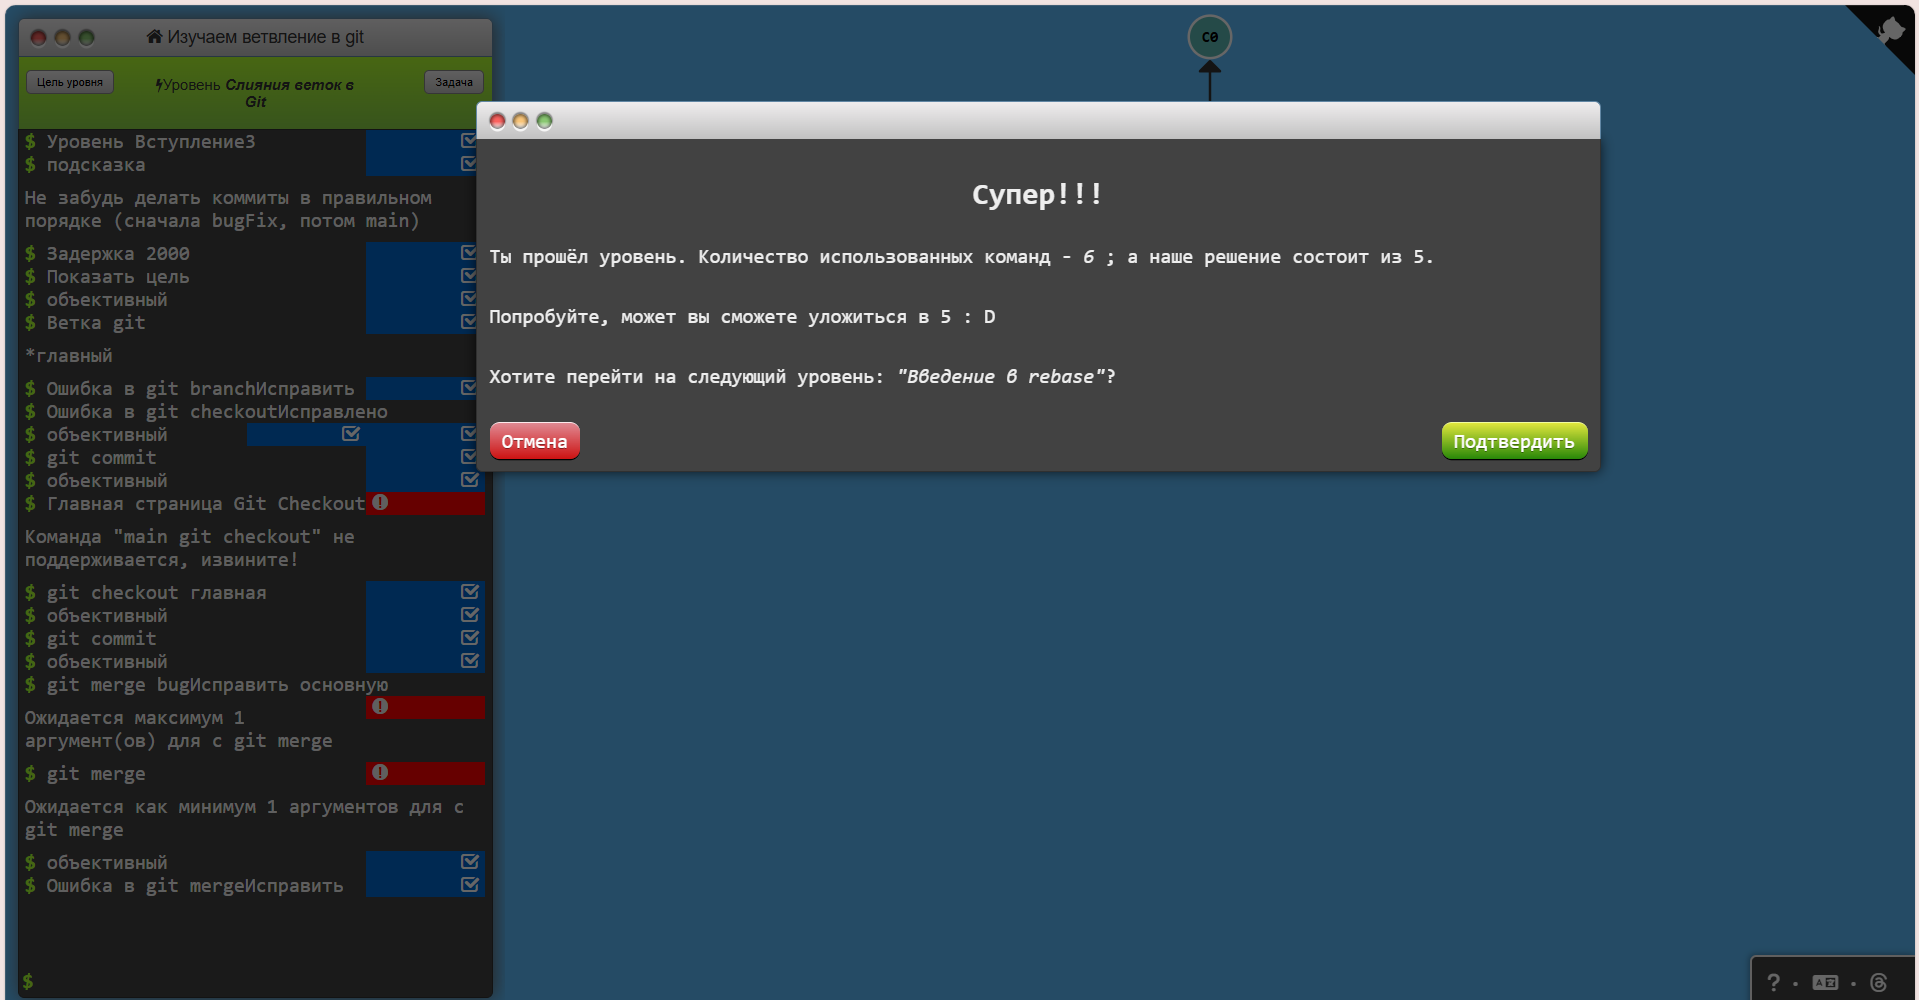 Изучаем ветвление в git
Цель уровня
Уровень Слияния веток в
Git
Задача
$ Уровень Вступление3
$ подсказка
Не забудь делать коммиты в правильном
порядке (сначала bugFix, потом main)
$ Задержка 2000
$ Показать цель
$ объективный
$ Ветка git
*главный
$ Ошибка в git branchИсправить
$ Ошибка в git checkoutИсправлено
$ объективный
$ git commit
$ объективный
$ Главная страница Git Checkout
Команда "main git checkout" не
поддерживается, извините!
$ git checkout главная
$ объективный
$ git commit
$ объективный
$ git merge bugИсправить основную
Ожидается максимум 1
аргумент(ов) для с git merge
$ git merge
Ожидается как минимум 1 аргументов для с
git merge
$ объективный
$ Ошибка в git mergeИсправить
$
C0
Супер!!!
Ты прошёл уровень. Количество использованных команд - 6 ; а наше решение состоит из 5.
Попробуйте, может вы сможете уложиться в 5 : D
Хотите перейти на следующий уровень: "Введение в rebase"?
Отмена
Подтвердить
? · ·